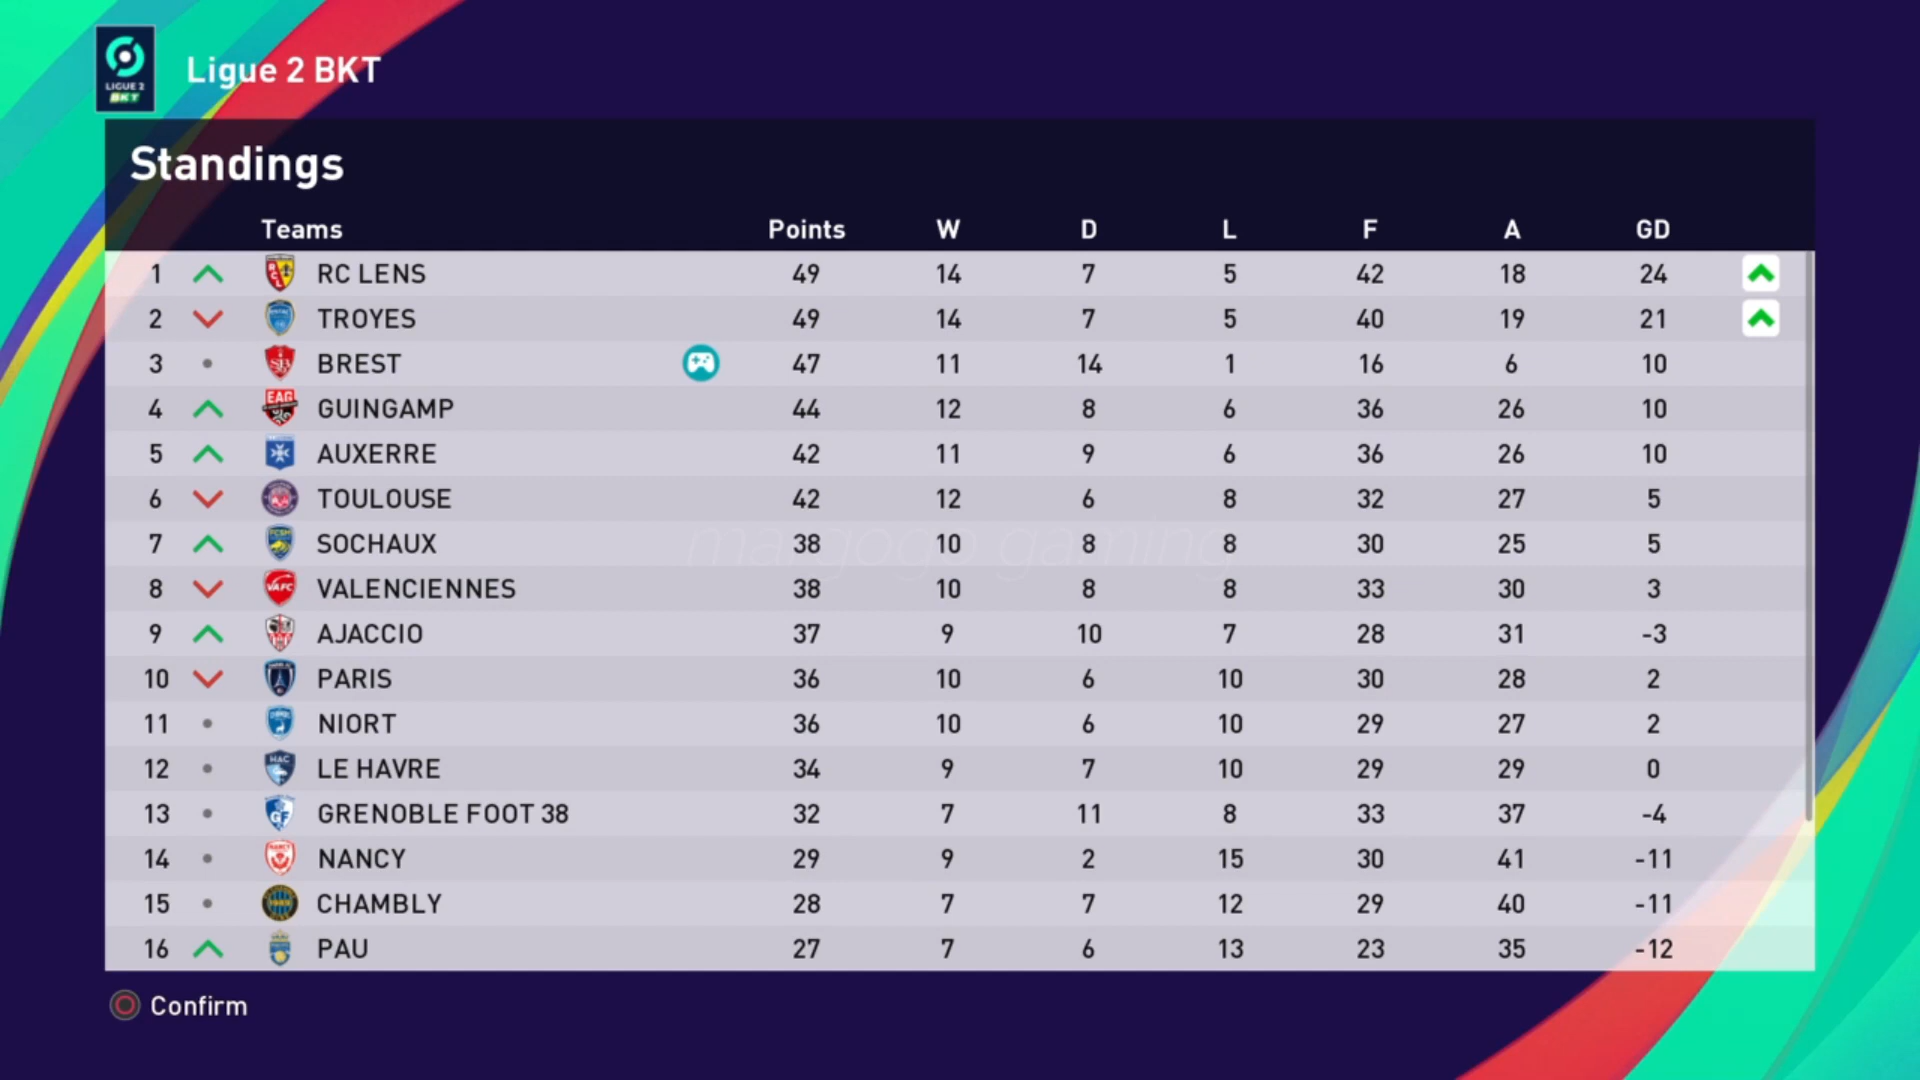 LIGUE 2
BKT
Ligue 2 BKT
Standings
Teams Points W D L F A GD
1 RC LENS 49 14 7 5 42 18 24
2 TROYES 49 14 7 5 40 19 21
3 BREST 47 11 14 1 16 6 10
4 GUINGAMP 44 12 8 6 36 26 10
5 AUXERRE 42 11 9 6 36 26 10
6 TOULOUSE 42 12 6 8 32 27 5
7 SOCHAUX 38 10 8 8 30 25 5
8 VALENCIENNES 38 10 8 8 33 30 3
9 AJACCIO 37 9 10 7 28 31 -3
10 PARIS 36 10 6 10 30 28 2
11 NIORT 36 10 6 10 29 27 2
12 LE HAVRE 34 9 7 10 29 29 0
13 GRENOBLE FOOT 38 32 7 11 8 33 37 -4
14 NANCY 29 9 2 15 30 41 -11
15 CHAMBLY 28 7 7 12 29 40 -11
16 PAU 27 7 6 13 23 35 -12
margogo gaming
Confirm